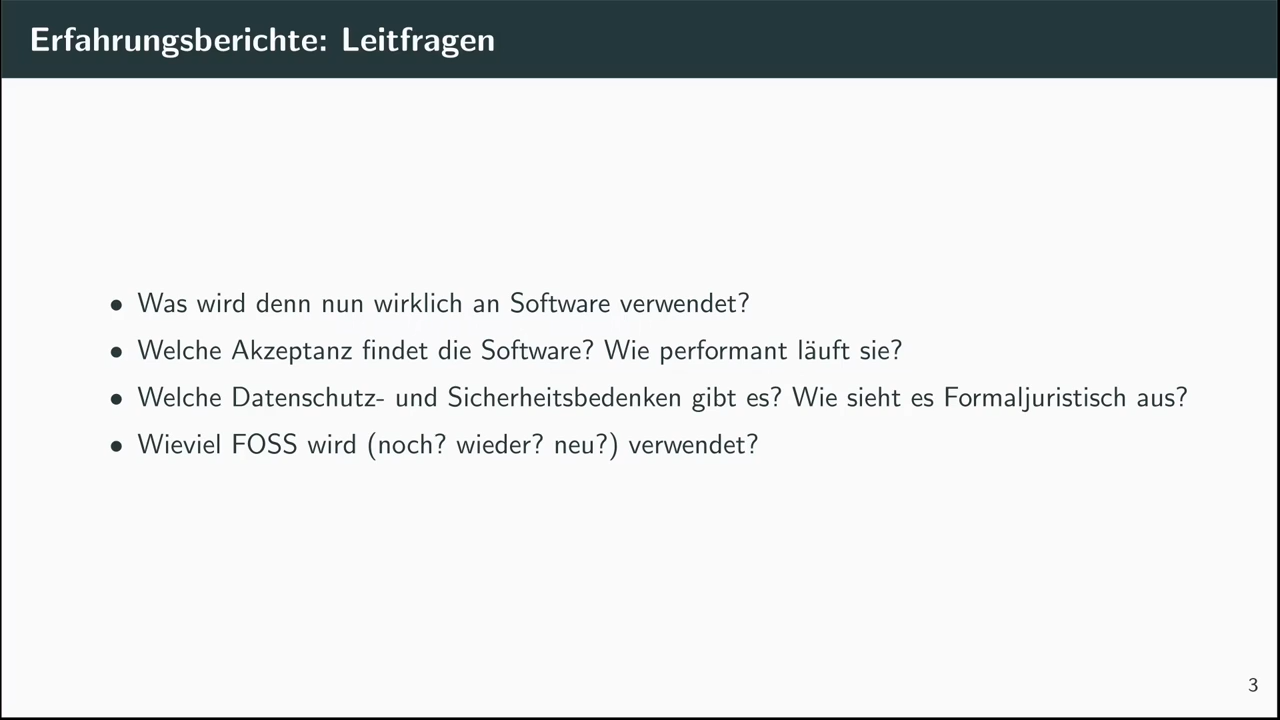 Erfahrungsberichte: Leitfragen
• Was wird denn nun wirklich an Software verwendet?
• Welche Akzeptanz findet die Software? Wie performant läuft sie?
• Welche Datenschutz- und Sicherheitsbedenken gibt es? Wie sieht es Formaljuristisch aus?
• Wieviel FOSS wird (noch? wieder? neu?) verwendet?
3